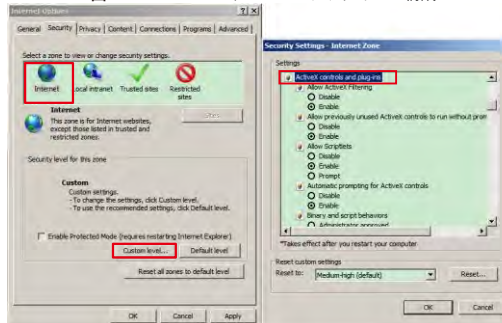 Internet Options
General Security Privacy Content Connections Programs Advanced
Select a zone to view or change security settings.
Internet Local intranet Trusted sites Restricted sites
Internet
This zone is for Internet websites,
except those listed in trusted and
restricted zones.
Sites
Security level for this zone
Custom
Custom settings.
- To change the settings, click Custom level.
- To use the recommended settings, click Default level.
Enable Protected Mode (requires restarting Internet Explorer)
Custom level... Default level
Reset all zones to default level
OK Cancel Apply
Security Settings - Internet Zone
Settings
ActiveX controls and plug-ins
Allow ActiveX Filtering
Disable
Enable
Allow previously unused ActiveX controls to run without prom
Disable
Enable
Allow Scriptlets
Disable
Enable
Prompt
Automatic prompting for ActiveX controls
Disable
Enable
Binary and script behaviors
Administrator approved
*Takes effect after you restart your computer
Reset custom settings
Reset to: Medium-high (default) Reset...
OK Cancel